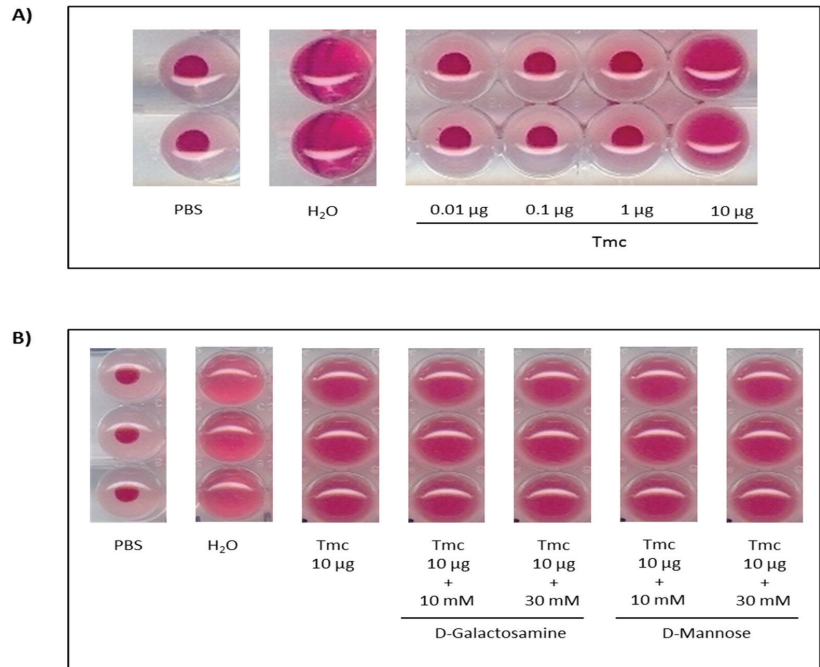 A)
PBS
H₂O
0.01 µg 0.1 µg 1 µg 10 µg
Tmc
B)
PBS
H₂O
Tmc
10 µg
Tmc
10 µg
+
10 mM
Tmc
10 µg
+
30 mM
D-Galactosamine
Tmc
10 µg
+
10 mM
Tmc
10 µg
+
30 mM
D-Mannose